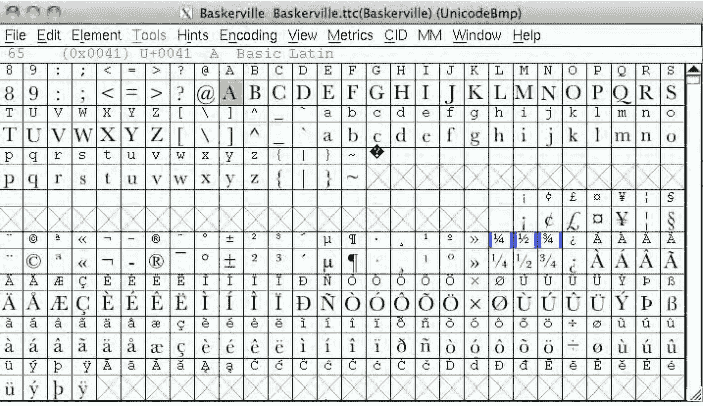 Baskerville Baskerville.ttc(Baskerville) (UnicodeBmp)
File Edit Element Tools Hints Encoding View Metrics CID MM Window Help
65 (0x0041) U+0041 A Basic Latin
8 9 : ; < = > ? @ A B C D E F G H I J K L M N O P Q R S
8 9 : ; < = > ? @ A B C D E F G H I J K L M N O P Q R S
T U V W X Y Z [ \ ] ^ _ ` a b c d e f g h i j k l m n o
T U V W X Y Z [ \ ] ^ _ ` a b c d e f g h i j k l m n o
p q r s t u v w x y z { | } ~ �
p q r s t u v w x y z { | } ~
¡ ¢ £ ¤ ¥ ¦ §
¡ ¢ £ ¤ ¥ ¦ §
¨ © ª « ¬ - ® ¯ ° ± ² ³ ´ µ ¶ · ¸ ¹ º » ¼ ½ ¾ ¿ À Á Â Ã
¨ © ª « ¬ - ® ¯ ° ± ² ³ ´ µ ¶ · ¸ ¹ º » ¼ ½ ¾ ¿ À Á Â Ã
Ä Å Æ Ç È É Ê Ë Ì Í Î Ï Ð Ñ Ò Ó Ô Õ Ö × Ø Ù Ú Û Ü Ý Þ ß
Ä Å Æ Ç È É Ê Ë Ì Í Î Ï Ð Ñ Ò Ó Ô Õ Ö × Ø Ù Ú Û Ü Ý Þ ß
à á â ã ä å æ ç è é ê ë ì í î ï ð ñ ò ó ô õ ö ÷ ø ù ú û
à á â ã ä å æ ç è é ê ë ì í î ï ð ñ ò ó ô õ ö ÷ ø ù ú û
ü ý þ ÿ Ā ā Ă ă Ą ą Ć ć Ĉ ĉ Ċ ċ Č č Ď ď Đ đ Ē ē Ĕ ĕ Ė ė
ü ý þ ÿ